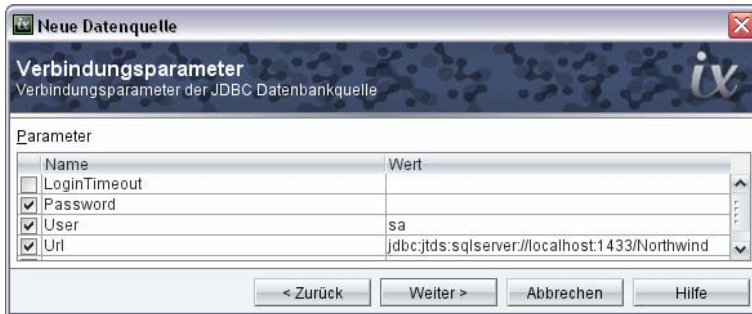 ix Neue Datenquelle
Verbindungsparameter
Verbindungsparameter der JDBC Datenbankquelle
ix
Parameter
Name Wert
LoginTimeout
Password
User sa
Url jdbc:jtds:sqlserver://localhost:1433/Northwind
< Zurück Weiter > Abbrechen Hilfe